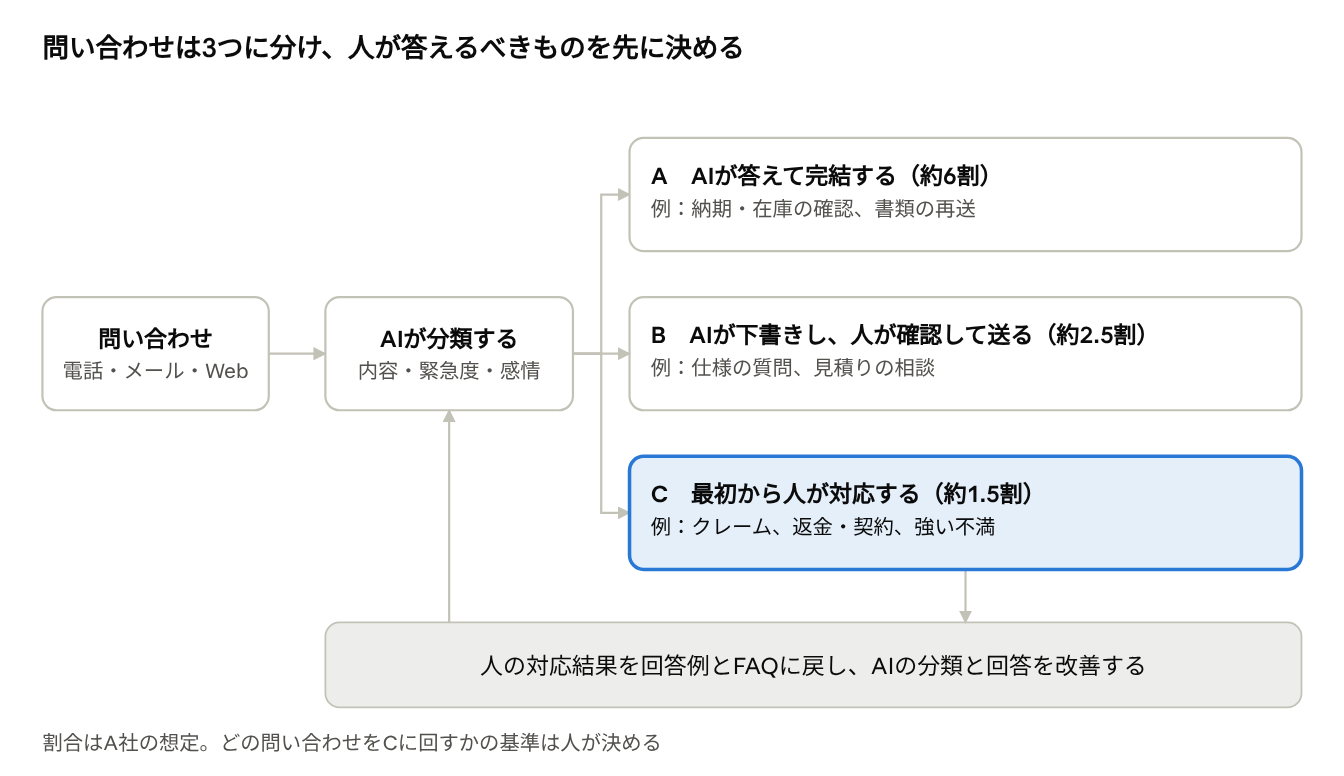 問い合わせは3つに分け、人が答えるべきものを先に決める
A　AIが答えて完結する（約6割）
例：納期・在庫の確認、書類の再送
問い合わせ
電話・メール・Web
AIが分類する
内容・緊急度・感情
B　AIが下書きし、人が確認して送る（約2.5割）
例：仕様の質問、見積りの相談
C　最初から人が対応する（約1.5割）
例：クレーム、返金・契約、強い不満
人の対応結果を回答例とFAQに戻し、AIの分類と回答を改善する
割合はA社の想定。どの問い合わせをCに回すかの基準は人が決める